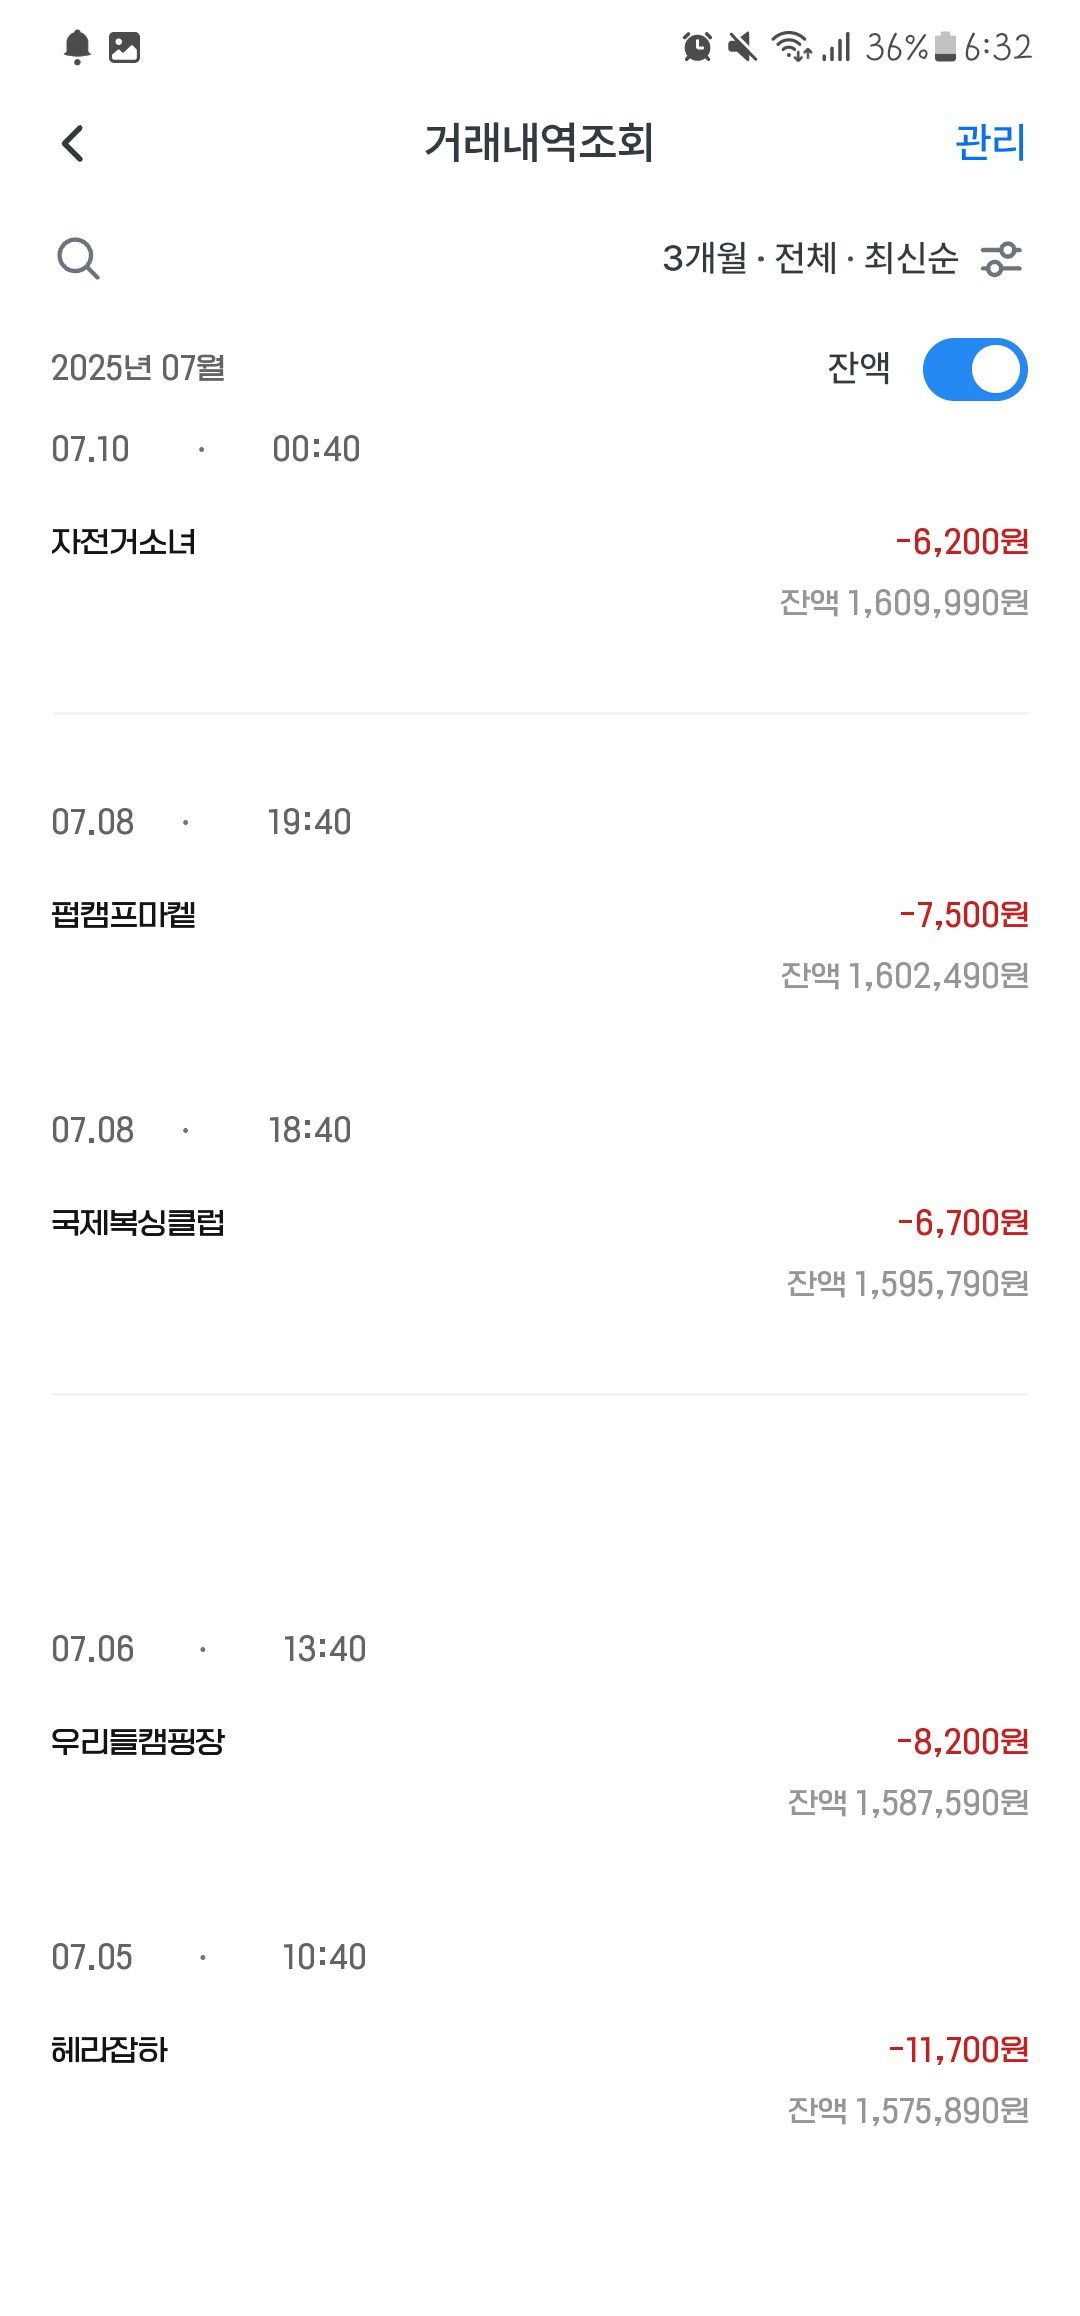 36% 6:32
거래내역조회 관리
3개월 · 전체 · 최신순
2025년 07월 잔액
07.10 · 00:40
자전거소녀 -6,200원
잔액 1,609,990원
07.08 · 19:40
펍캠프마켙 -7,500원
잔액 1,602,490원
07.08 · 18:40
국제복싱클럽 -6,700원
잔액 1,595,790원
07.06 · 13:40
우리들캠핑장 -8,200원
잔액 1,587,590원
07.05 · 10:40
헤라잡하 -11,700원
잔액 1,575,890원